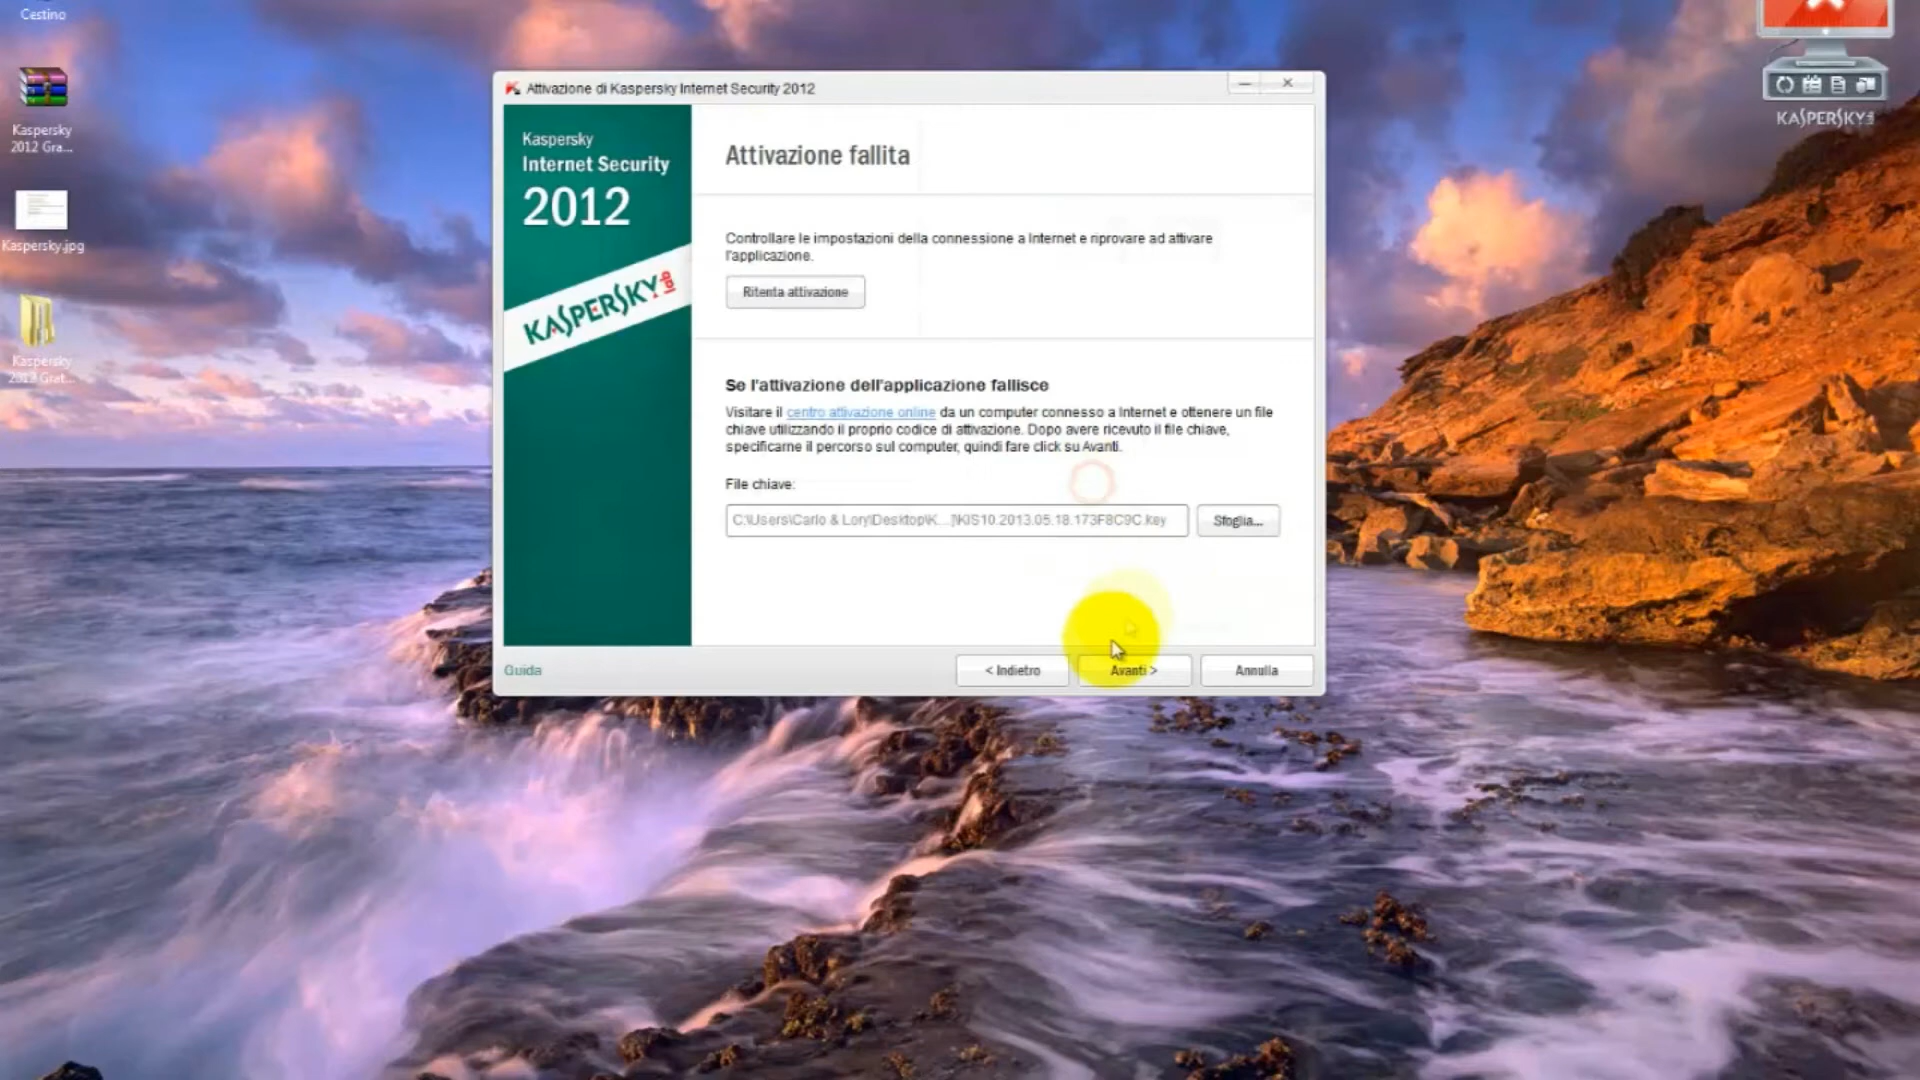 Cestino
Kaspersky
2012 Gra...
Kaspersky.jpg
Kaspersky
2013 Grat...
KASPERSKY lab
Attivazione di Kaspersky Internet Security 2012
Kaspersky
Internet Security
2012
KASPERSKY lab
Attivazione fallita
Controllare le impostazioni della connessione a Internet e riprovare ad attivare
l'applicazione.
Ritenta attivazione
Se l'attivazione dell'applicazione fallisce
Visitare il centro attivazione online da un computer connesso a Internet e ottenere un file
chiave utilizzando il proprio codice di attivazione. Dopo avere ricevuto il file chiave,
specificarne il percorso sul computer, quindi fare click su Avanti.
File chiave:
C:\Users\Carlo & Lory\Desktop\K...]\KIS10.2013.05.18.173F8C9C.key
Sfoglia...
Guida
< Indietro
Avanti >
Annulla